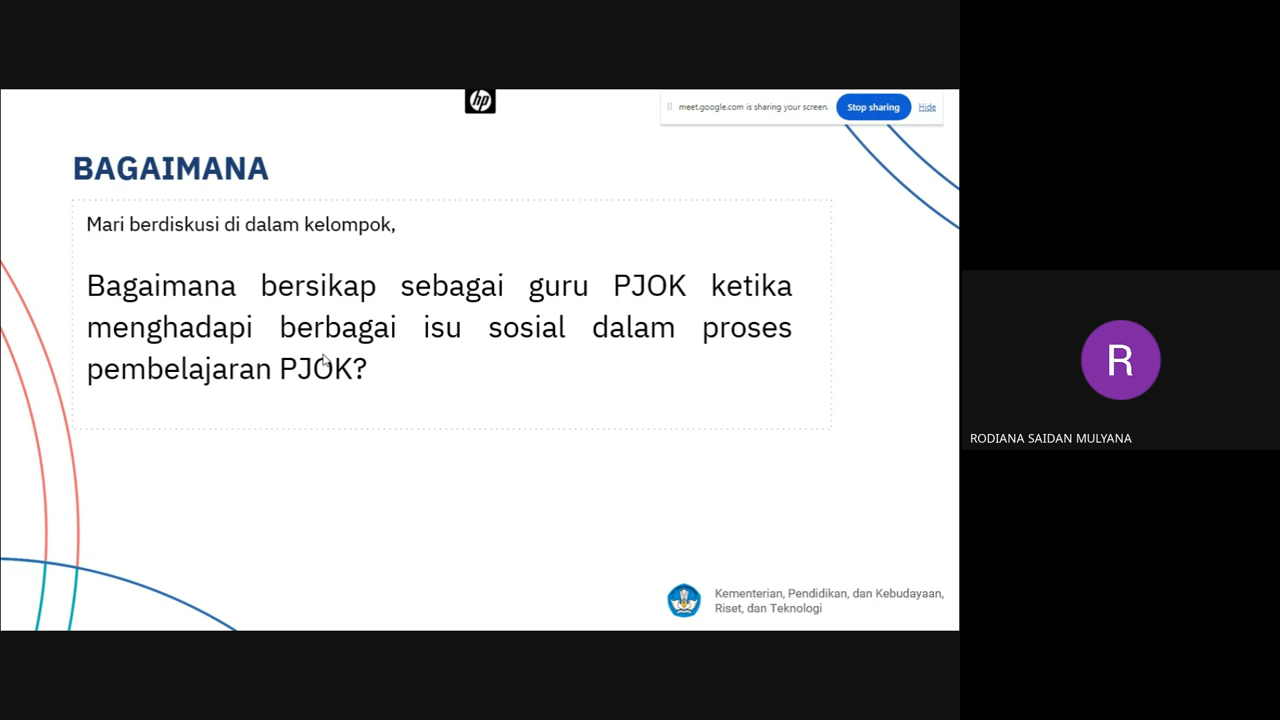 hp
meet.google.com is sharing your screen.
Stop sharing
Hide
BAGAIMANA
Mari berdiskusi di dalam kelompok,
Bagaimana bersikap sebagai guru PJOK ketika
menghadapi berbagai isu sosial dalam proses
pembelajaran PJOK?
R
RODIANA SAIDAN MULYANA
Kementerian, Pendidikan, dan Kebudayaan,
Riset, dan Teknologi